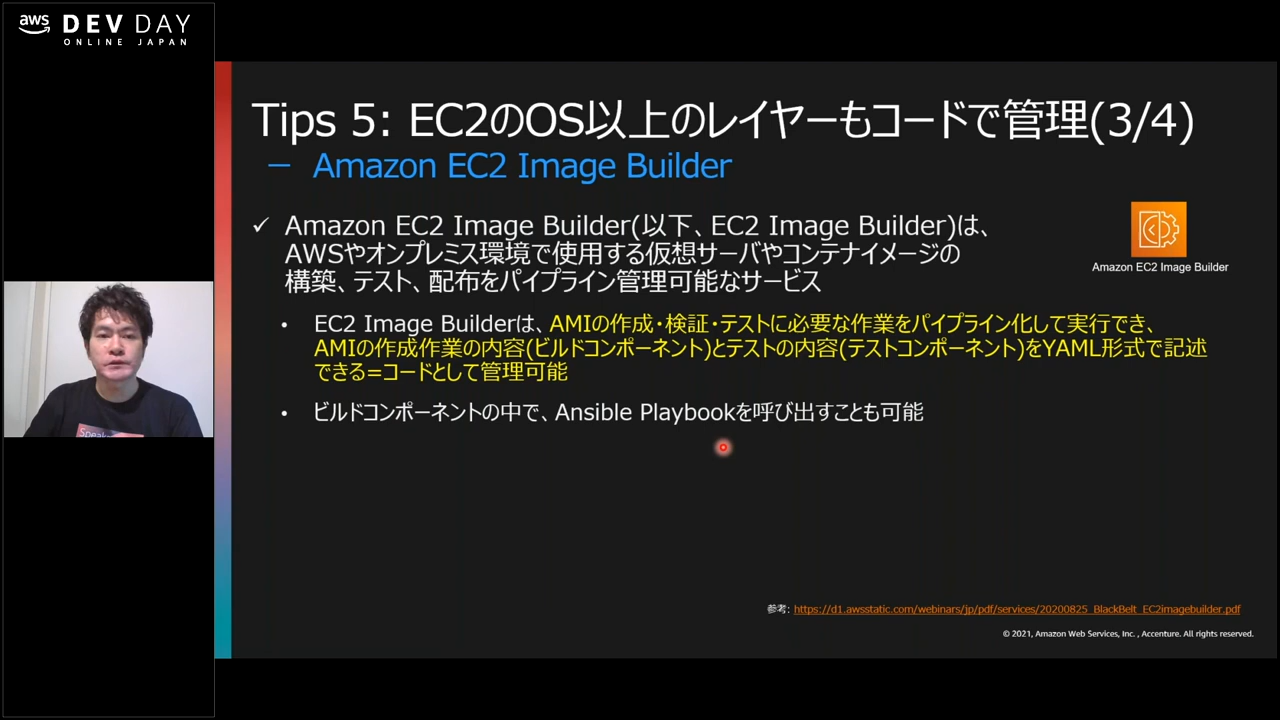 aws DEV DAY
ONLINE JAPAN
Tips 5: EC2のOS以上のレイヤーもコードで管理(3/4)
– Amazon EC2 Image Builder
✓ Amazon EC2 Image Builder(以下、EC2 Image Builder)は、
AWSやオンプレミス環境で使用する仮想サーバやコンテナイメージの
構築、テスト、配布をパイプライン管理可能なサービス
Amazon EC2 Image Builder
• EC2 Image Builderは、AMIの作成・検証・テストに必要な作業をパイプライン化して実行でき、
AMIの作成作業の内容(ビルドコンポーネント)とテストの内容(テストコンポーネント)をYAML形式で記述
できる=コードとして管理可能
• ビルドコンポーネントの中で、Ansible Playbookを呼び出すことも可能
Speaker
参考: https://d1.awsstatic.com/webinars/jp/pdf/services/20200825_BlackBelt_EC2imagebuilder.pdf
© 2021, Amazon Web Services, Inc. , Accenture. All rights reserved.